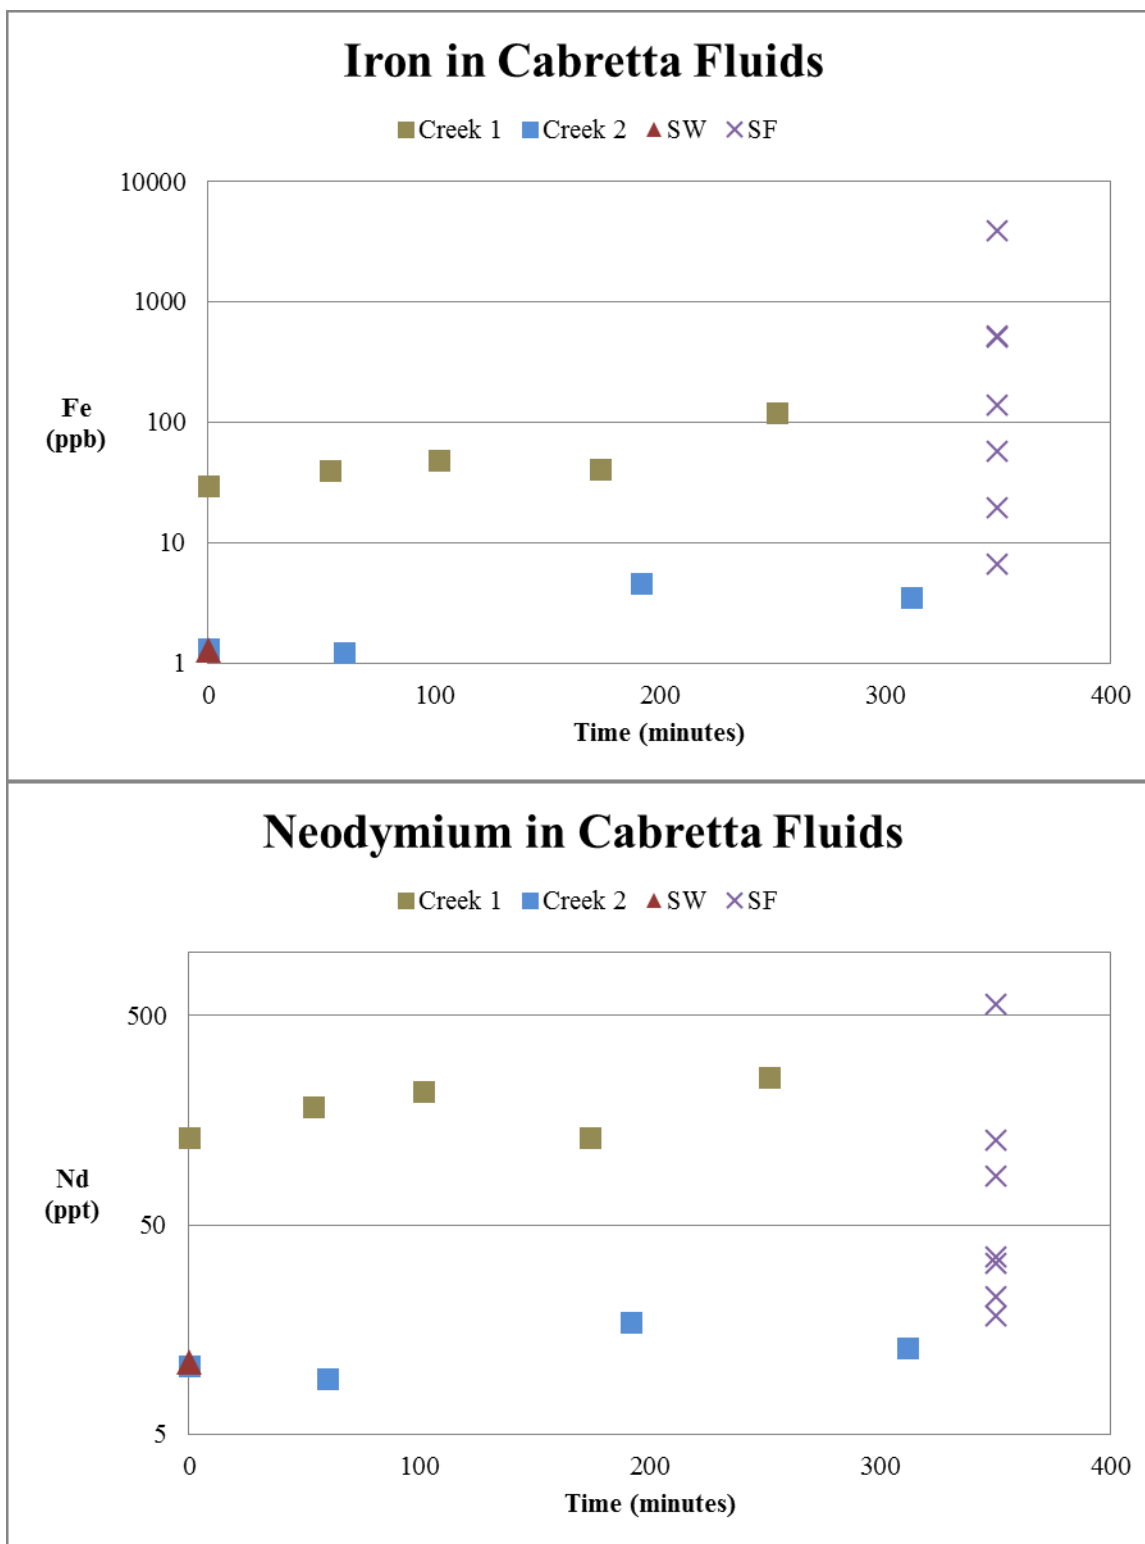 Iron in Cabretta Fluids
Creek 1 Creek 2 SW SF
10000
1000
100
10
1
Fe
(ppb)
0 100 200 300 400
Time (minutes)
Neodymium in Cabretta Fluids
Creek 1 Creek 2 SW SF
500
50
5
Nd
(ppt)
0 100 200 300 400
Time (minutes)